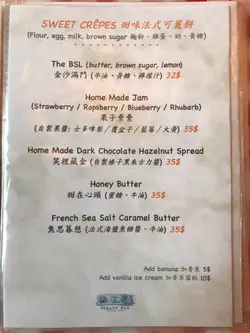 SWEET CRÊPES 甜味法式可麗餅
(Flour, egg, milk, brown sugar 麵粉、雞蛋、奶、黃糖)
The BSL (butter, brown sugar, lemon)
金沙滿門 (牛油、黃糖、檸檬汁) 32$
Home Made Jam
(Strawberry / Rapsberry / Blueberry / Rhubarb)
果子醬醬
(自製果醬: 士多啤梨 / 覆盆子 / 藍莓 / 大黃) 35$
Home Made Dark Chocolate Hazelnut Spread
笑裡藏金 (自製榛子黑朱古力醬) 35$
Honey Butter
甜在心頭 (蜜糖、牛油) 35$
French Sea Salt Caramel Butter
焦思暮想 (法式海鹽焦糖醬、牛油) 35$
Add banana 加香蕉 5$
Add vanilla ice cream 加香草雪糕 10$